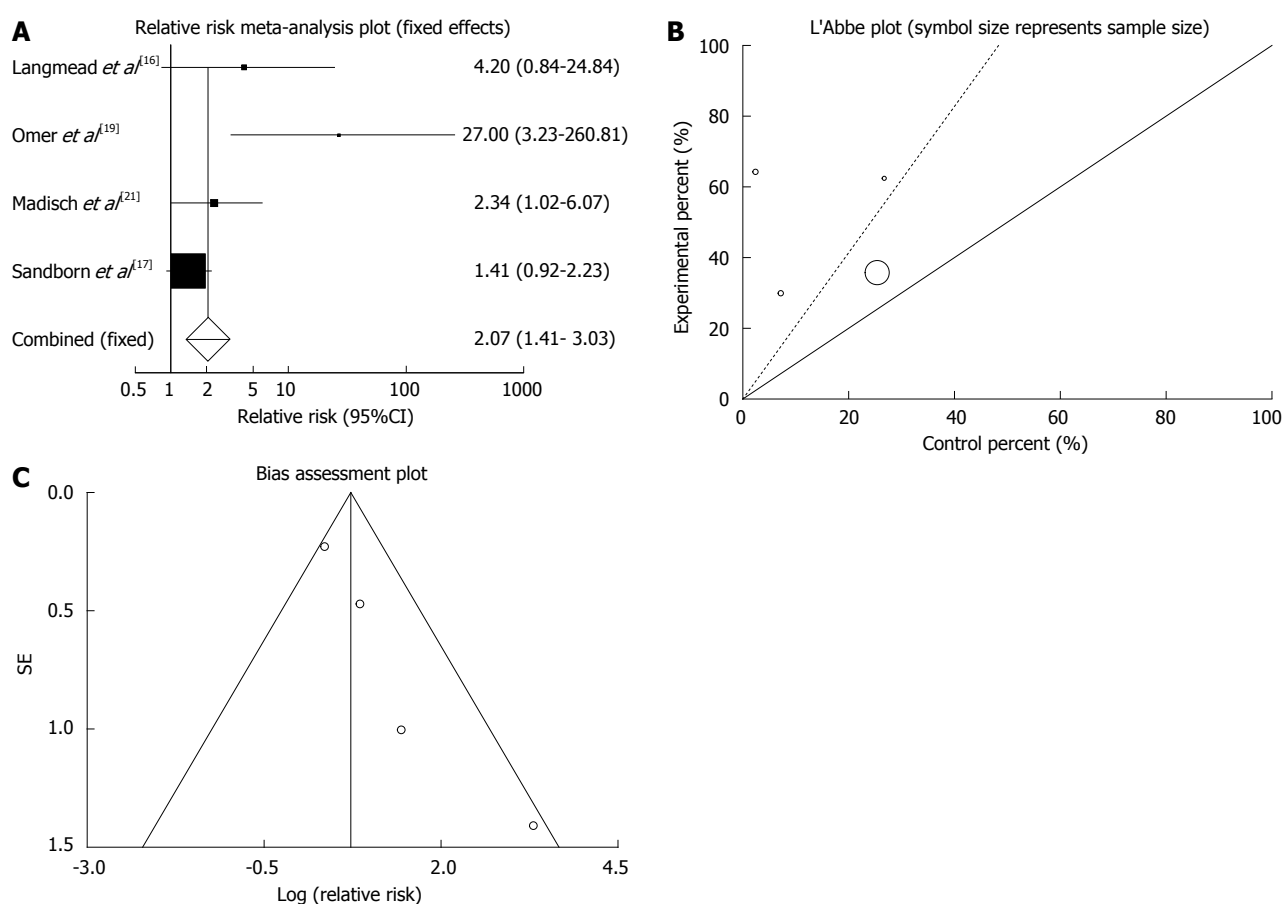 A
Relative risk meta-analysis plot (fixed effects)
Langmead et al[16] 4.20 (0.84-24.84)
Omer et al[19] 27.00 (3.23-260.81)
Madisch et al[21] 2.34 (1.02-6.07)
Sandborn et al[17] 1.41 (0.92-2.23)
Combined (fixed) 2.07 (1.41- 3.03)
0.5 1 2 5 10 100 1000
Relative risk (95%CI)
B
L'Abbe plot (symbol size represents sample size)
Experimental percent (%)
100
80
60
40
20
0
0 20 40 60 80 100
Control percent (%)
C
Bias assessment plot
SE
0.0
0.5
1.0
1.5
-3.0 -0.5 2.0 4.5
Log (relative risk)